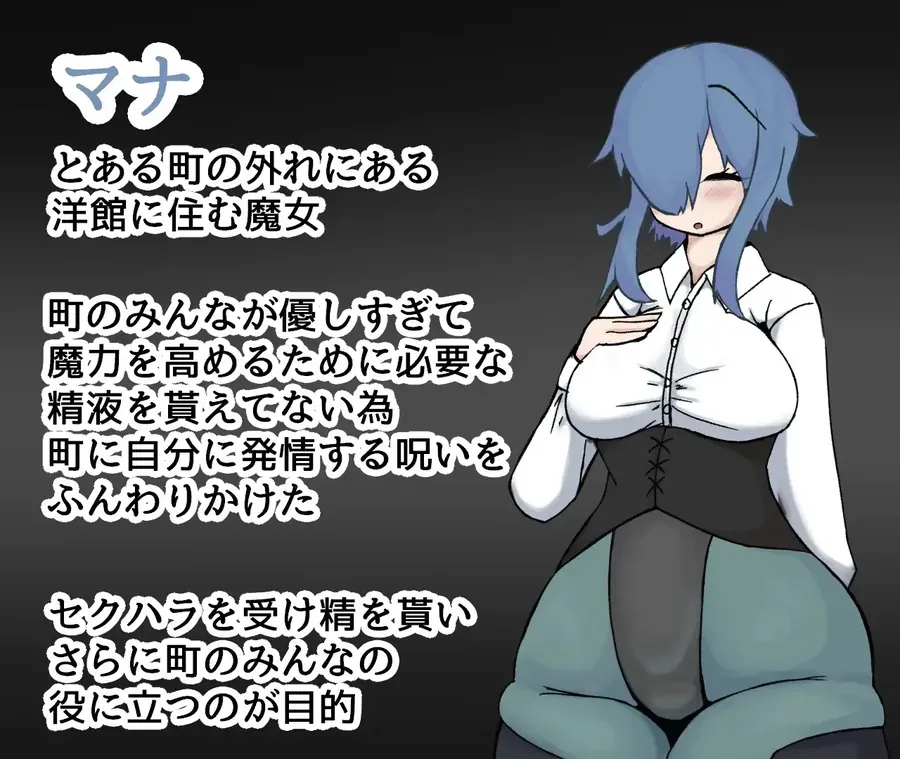 マナ
とある町の外れにある
洋館に住む魔女
町のみんなが優しすぎて
魔力を高めるために必要な
精液を貰えてない為
町に自分に発情する呪いを
ふんわりかけた
セクハラを受け精を貰い
さらに町のみんなの
役に立つのが目的